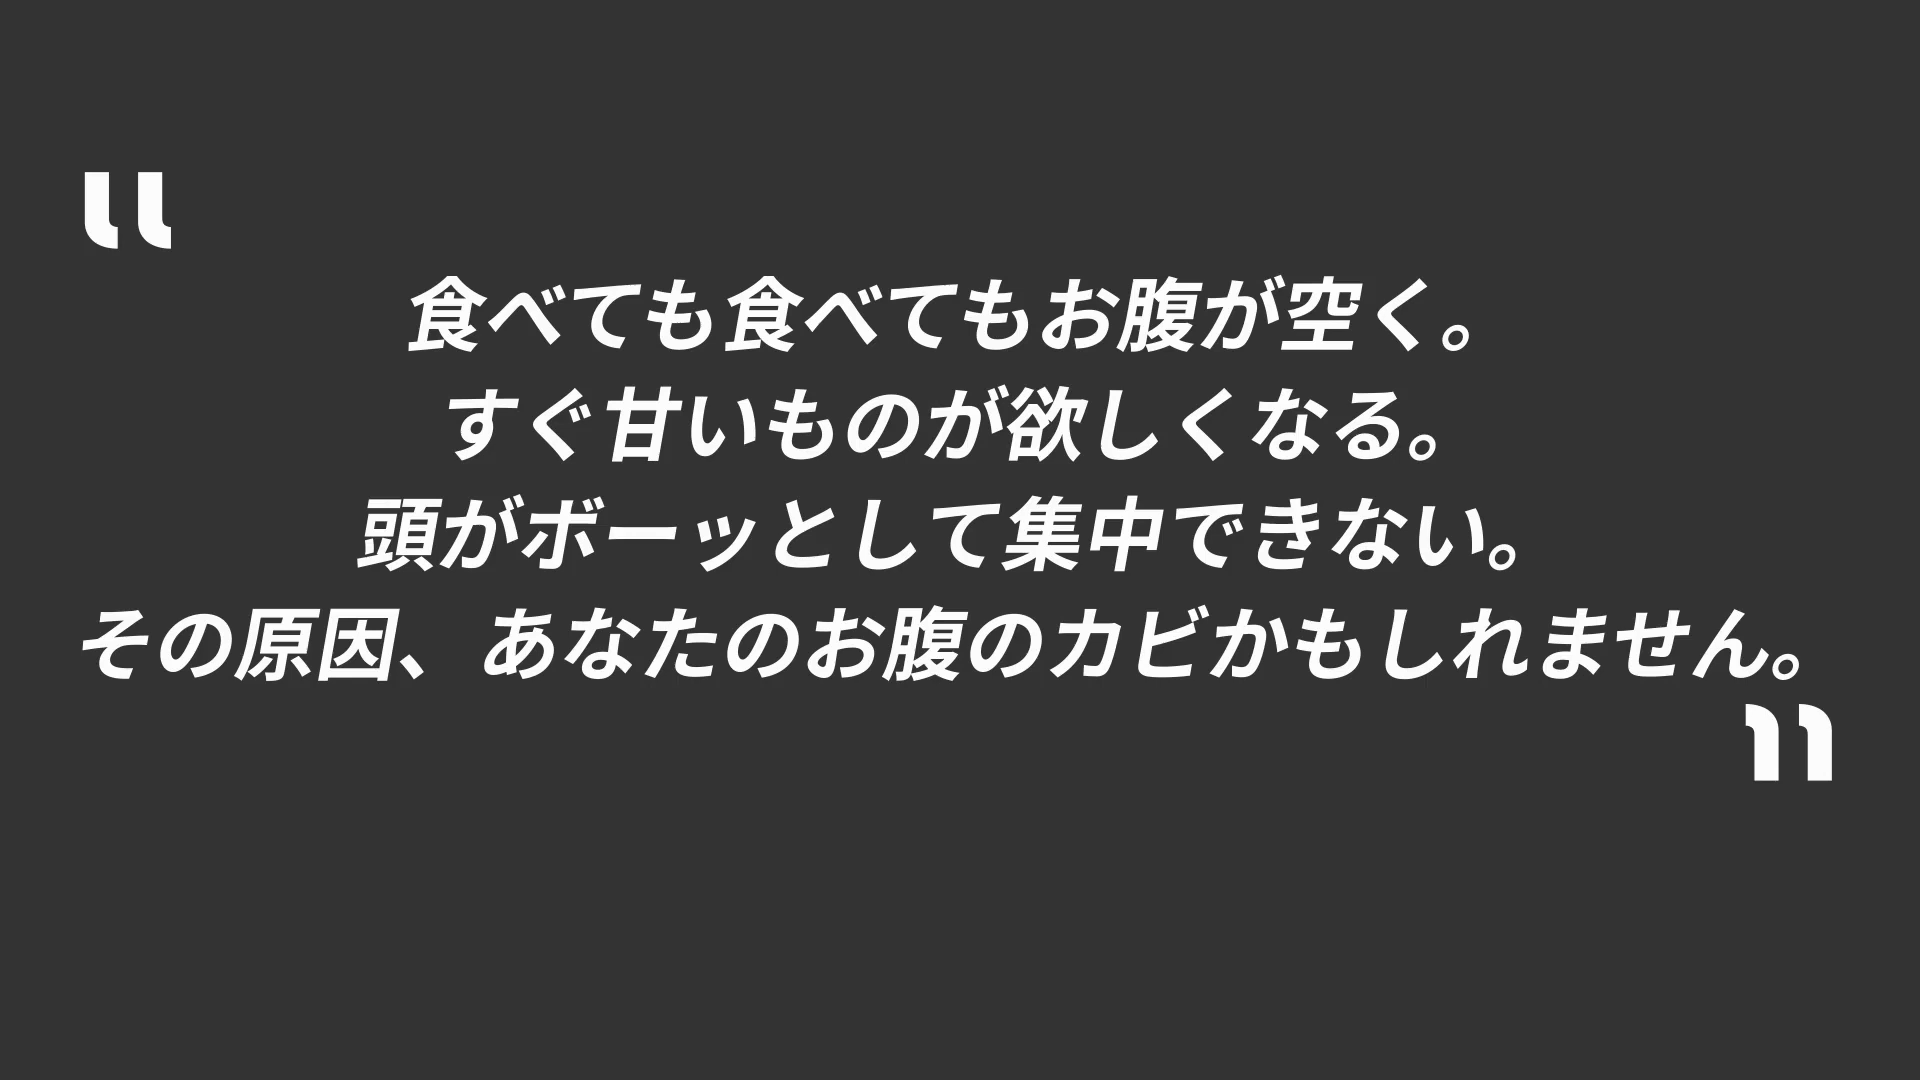 “
食べても食べてもお腹が空く。
すぐ甘いものが欲しくなる。
頭がボーッとして集中できない。
その原因、あなたのお腹のカビかもしれません。
”